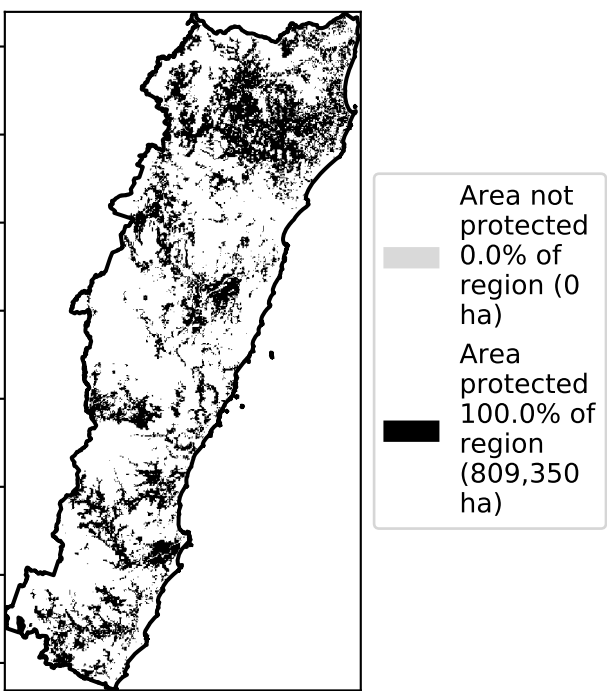 Area not
protected
0.0% of
region (0
ha)
Area
protected
100.0% of
region
(809,350
ha)